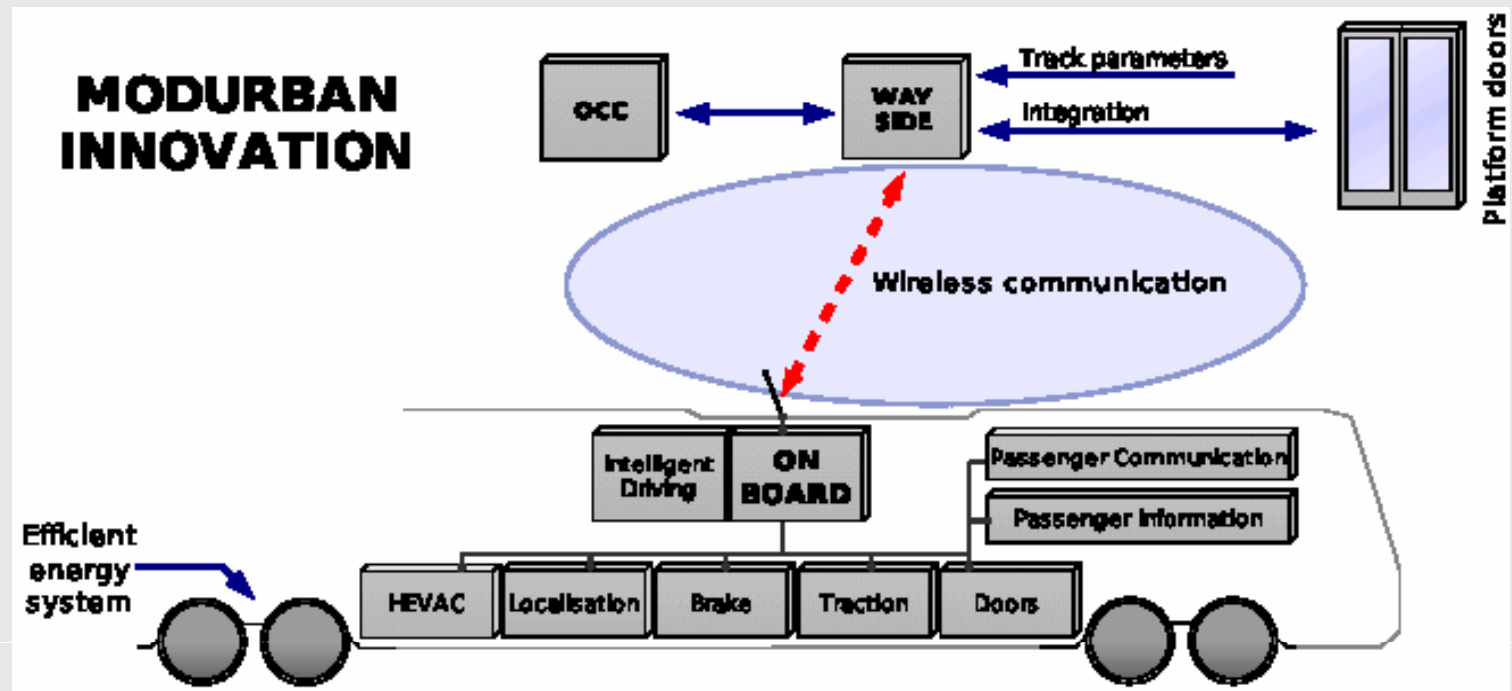 MODURBAN
INNOVATION
OCC
WAY
SIDE
Track parameters
Integration
Platform doors
Wireless communication
Intelligent
Driving
ON
BOARD
Passenger Communication
Passenger Information
Efficient
energy
system
HEVAC
Localisation
Brake
Traction
Doors